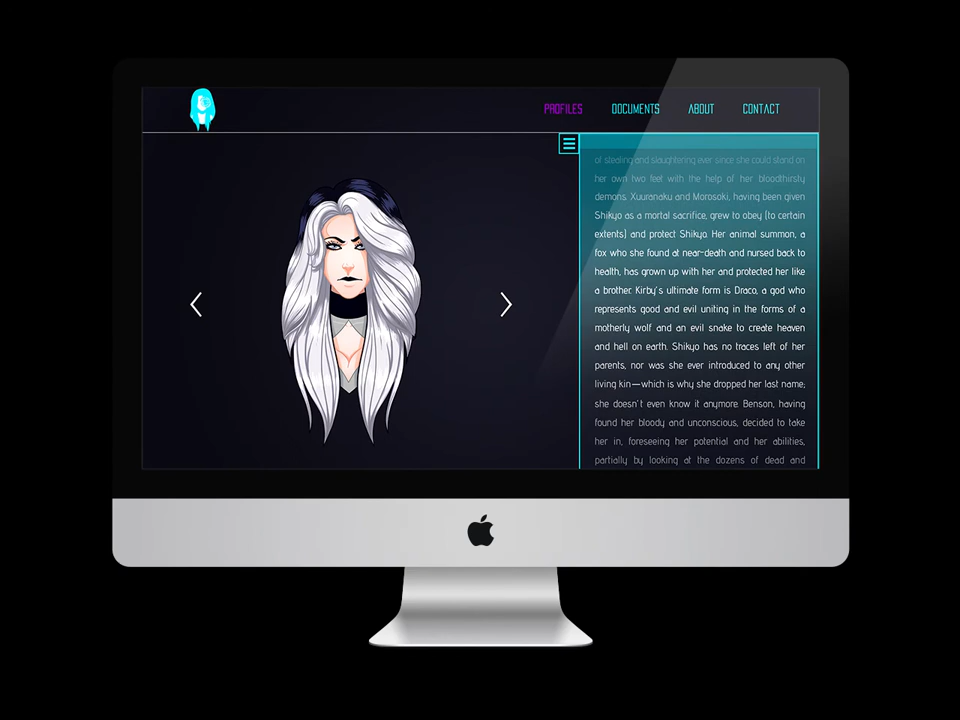 PROFILES DOCUMENTS ABOUT CONTACT
of stealing and slaughtering ever since she could stand on
her own two feet with the help of her bloodthirsty
demons. Xuuranaku and Morosoki, having been given
Shikyo as a mortal sacrifice, grew to obey (to certain
extents) and protect Shikyo. Her animal summon, a
fox who she found at near-death and nursed back to
health, has grown up with her and protected her like
a brother. Kirby's ultimate form is Draco, a god who
represents good and evil uniting in the forms of a
motherly wolf and an evil snake to create heaven
and hell on earth. Shikyo has no traces left of her
parents, nor was she ever introduced to any other
living kin—which is why she dropped her last name;
she doesn't even know it anymore. Benson, having
found her bloody and unconscious, decided to take
her in, foreseeing her potential and her abilities,
partially by looking at the dozens of dead and